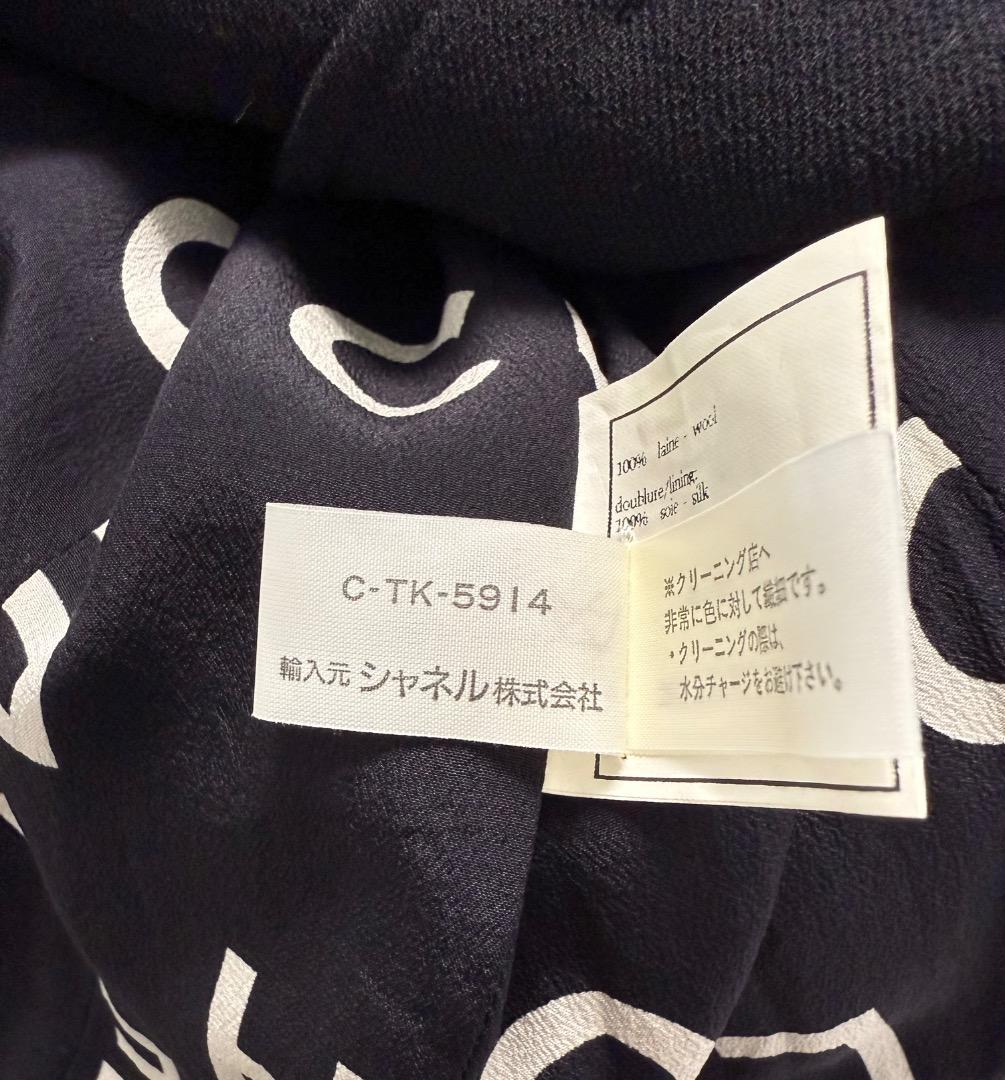 100% laine - wool
doublure/lining:
100% soie - silk
C-TK-5914
輸入元 シャネル株式会社
※クリーニング店へ
非常に色に対して繊細です。
・クリーニングの際は、
水分チャージをお避け下さい。